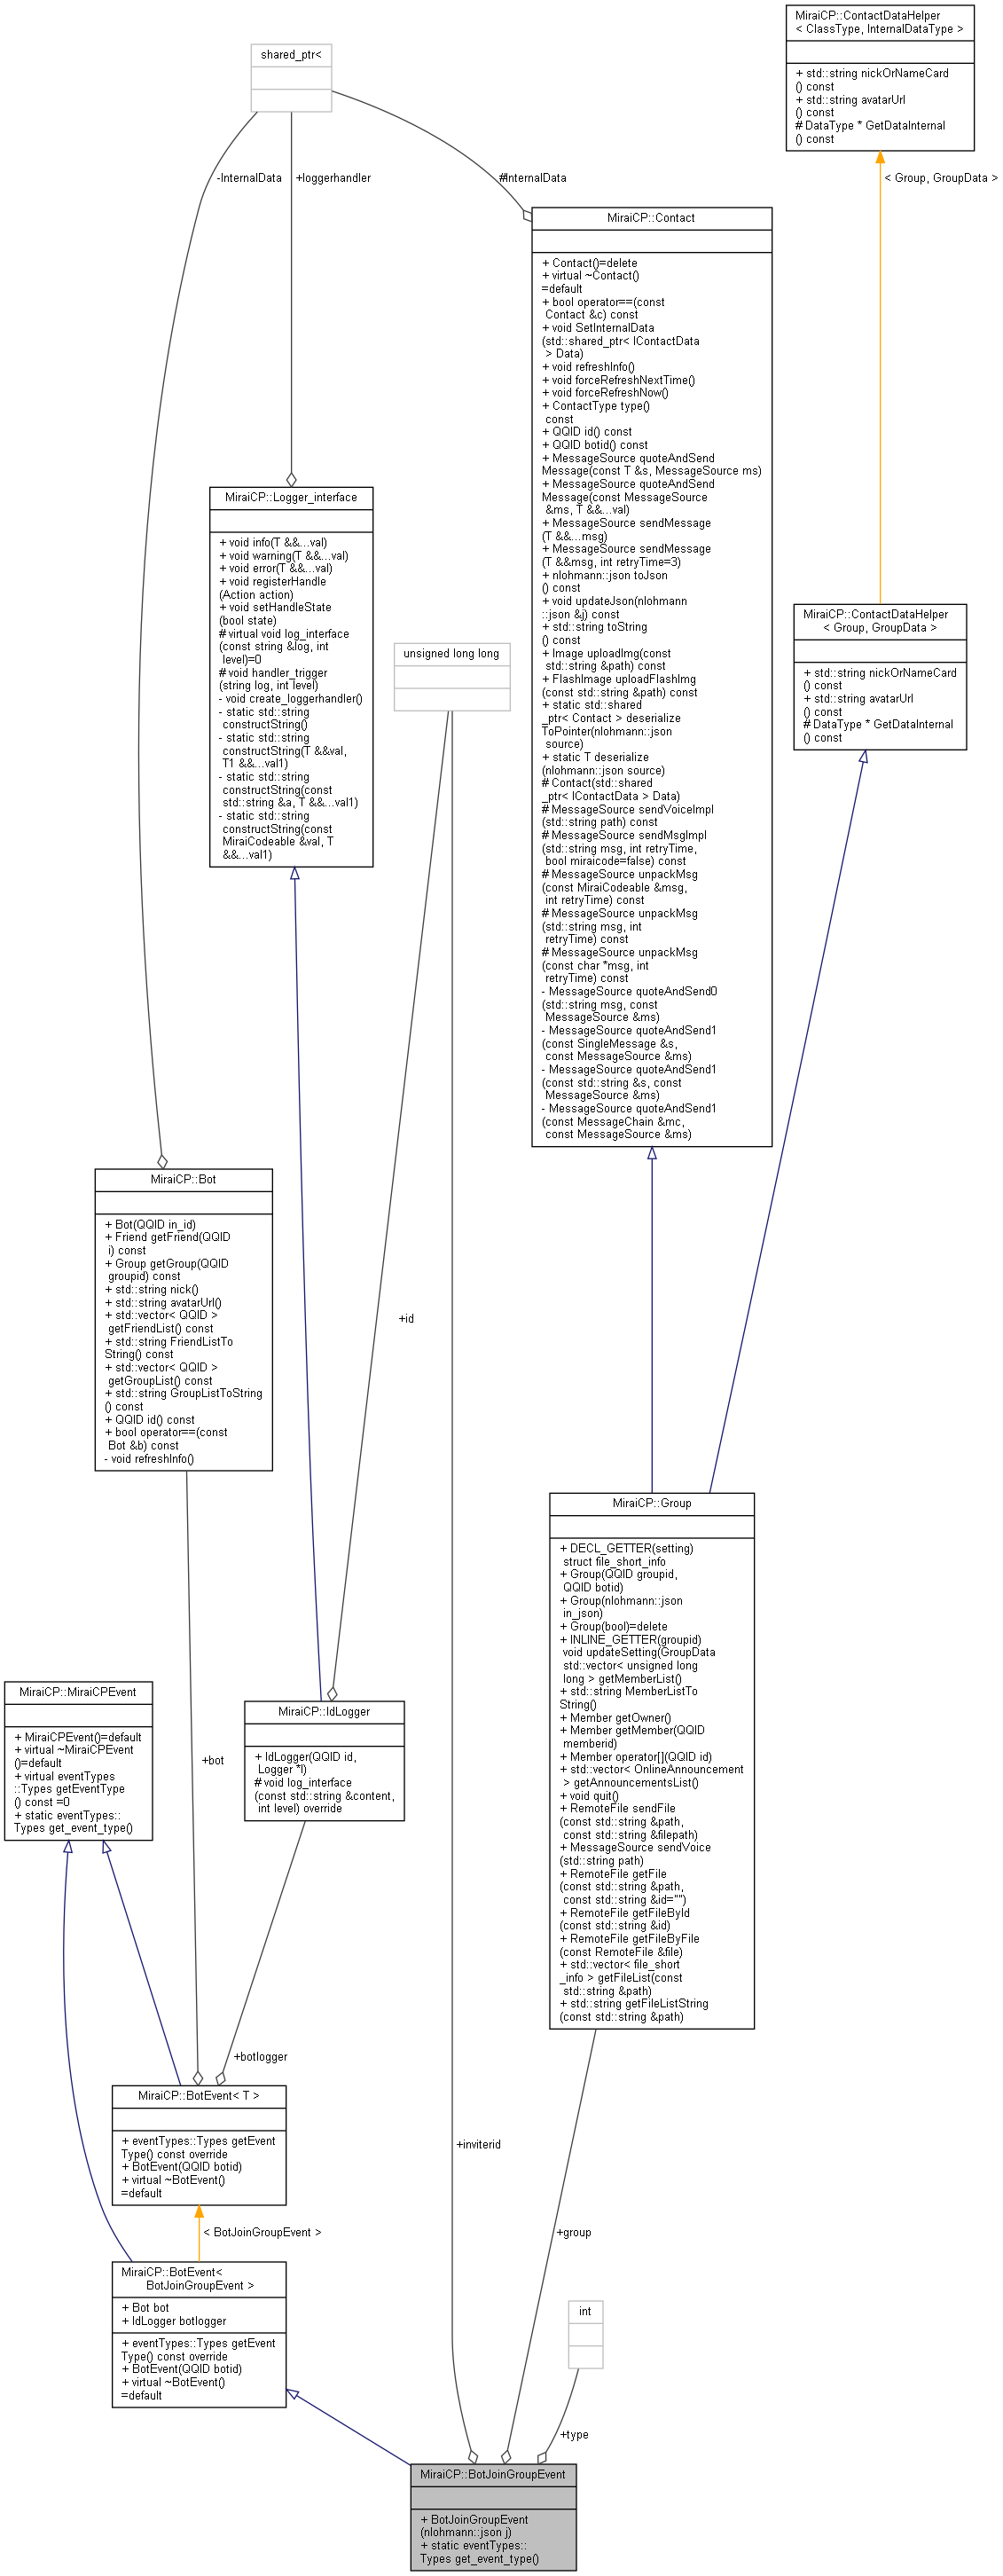 MiraiCP::ContactDataHelper
< ClassType, InternalDataType >
+ std::string nickOrNameCard
() const
+ std::string avatarUrl
() const
# DataType * GetDataInternal
() const
shared_ptr<
-InternalData
+loggerhandler
#InternalData
< Group, GroupData >
MiraiCP::Contact
+ Contact()=delete
+ virtual ~Contact()
=default
+ bool operator==(const
Contact &c) const
+ void SetInternalData
(std::shared_ptr< IContactData
> Data)
+ void refreshInfo()
+ void forceRefreshNextTime()
+ void forceRefreshNow()
+ ContactType type()
const
+ QQID id() const
+ QQID botid() const
+ MessageSource quoteAndSend
Message(const T &s, MessageSource ms)
+ MessageSource quoteAndSend
Message(const MessageSource
&ms, T &&...val)
+ MessageSource sendMessage
(T &&...msg)
+ MessageSource sendMessage
(T &&msg, int retryTime=3)
+ nlohmann::json toJson
() const
+ void updateJson(nlohmann
::json &j) const
+ std::string toString
() const
+ Image uploadImg(const
std::string &path) const
+ FlashImage uploadFlashImg
(const std::string &path) const
+ static std::shared
_ptr< Contact > deserialize
ToPointer(nlohmann::json
source)
+ static T deserialize
(nlohmann::json source)
# Contact(std::shared
_ptr< IContactData > Data)
# MessageSource sendVoiceImpl
(std::string path) const
# MessageSource sendMsgImpl
(std::string msg, int retryTime,
bool miraicode=false) const
# MessageSource unpackMsg
(const MiraiCodeable &msg,
int retryTime) const
# MessageSource unpackMsg
(std::string msg, int
retryTime) const
# MessageSource unpackMsg
(const char *msg, int
retryTime) const
- MessageSource quoteAndSend0
(std::string msg, const
MessageSource &ms)
- MessageSource quoteAndSend1
(const SingleMessage &s,
const MessageSource &ms)
- MessageSource quoteAndSend1
(const std::string &s, const
MessageSource &ms)
- MessageSource quoteAndSend1
(const MessageChain &mc,
const MessageSource &ms)
MiraiCP::Logger_interface
+ void info(T &&...val)
+ void warning(T &&...val)
+ void error(T &&...val)
+ void registerHandle
(Action action)
+ void setHandleState
(bool state)
# virtual void log_interface
(const string &log, int
level)=0
# void handler_trigger
(string log, int level)
- void create_loggerhandler()
- static std::string
constructString()
- static std::string
constructString(T &&val,
T1 &&...val1)
- static std::string
constructString(const
std::string &a, T &&...val1)
- static std::string
constructString(const
MiraiCodeable &val, T
&&...val1)
unsigned long long
MiraiCP::ContactDataHelper
< Group, GroupData >
+ std::string nickOrNameCard
() const
+ std::string avatarUrl
() const
# DataType * GetDataInternal
() const
MiraiCP::Bot
+ Bot(QQID in_id)
+ Friend getFriend(QQID
i) const
+ Group getGroup(QQID
groupid) const
+ std::string nick()
+ std::string avatarUrl()
+ std::vector< QQID >
getFriendList() const
+ std::string FriendListTo
String() const
+ std::vector< QQID >
getGroupList() const
+ std::string GroupListToString
() const
+ QQID id() const
+ bool operator==(const
Bot &b) const
- void refreshInfo()
+id
MiraiCP::Group
+ DECL_GETTER(setting)
struct file_short_info
+ Group(QQID groupid,
QQID botid)
+ Group(nlohmann::json
in_json)
+ Group(bool)=delete
+ INLINE_GETTER(groupid)
void updateSetting(GroupData
std::vector< unsigned long
long > getMemberList()
+ std::string MemberListTo
String()
+ Member getOwner()
+ Member getMember(QQID
memberid)
+ Member operator[](QQID id)
+ std::vector< OnlineAnnouncement
> getAnnouncementsList()
+ void quit()
+ RemoteFile sendFile
(const std::string &path,
const std::string &filepath)
+ MessageSource sendVoice
(std::string path)
+ RemoteFile getFile
(const std::string &path,
const std::string &id="")
+ RemoteFile getFileById
(const std::string &id)
+ RemoteFile getFileByFile
(const RemoteFile &file)
+ std::vector< file_short
_info > getFileList(const
std::string &path)
+ std::string getFileListString
(const std::string &path)
MiraiCP::MiraiCPEvent
+ MiraiCPEvent()=default
+ virtual ~MiraiCPEvent
()=default
+ virtual eventTypes
::Types getEventType
() const =0
+ static eventTypes::
Types get_event_type()
+bot
MiraiCP::IdLogger
+ IdLogger(QQID id,
Logger *l)
# void log_interface
(const std::string &content,
int level) override
+botlogger
MiraiCP::BotEvent< T >
+ eventTypes::Types getEvent
Type() const override
+ BotEvent(QQID botid)
+ virtual ~BotEvent()
=default
+inviterid
< BotJoinGroupEvent >
+group
MiraiCP::BotEvent<
BotJoinGroupEvent >
+ Bot bot
+ IdLogger botlogger
+ eventTypes::Types getEvent
Type() const override
+ BotEvent(QQID botid)
+ virtual ~BotEvent()
=default
int
+type
MiraiCP::BotJoinGroupEvent
+ BotJoinGroupEvent
(nlohmann::json j)
+ static eventTypes::
Types get_event_type()